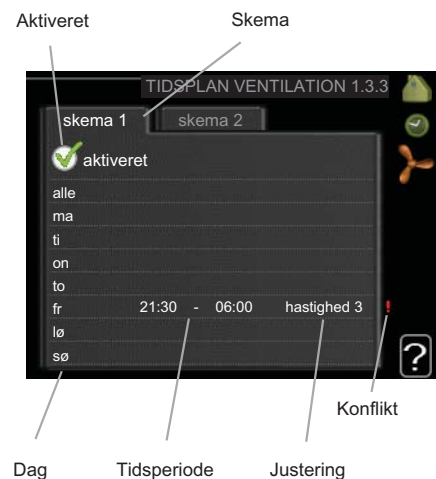 Aktiveret Skema
TIDSPLAN VENTILATION 1.3.3
skema 1 skema 2
aktiveret
alle
ma
ti
on
to
fr 21:30 - 06:00 hastighed 3 !
lø
sø
?
Konflikt
Dag Tidsperiode Justering